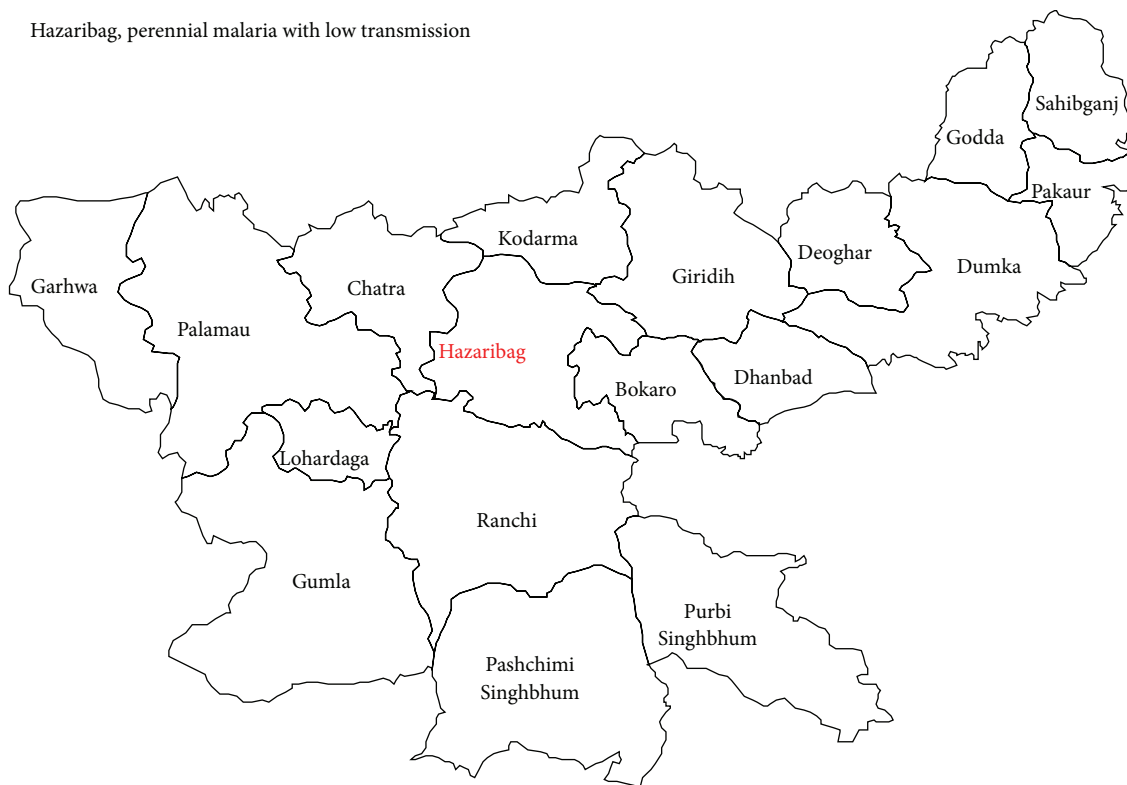 Hazaribag, perennial malaria with low transmission
Sahibganj
Godda
Pakaur
Kodarma
Deoghar
Dumka
Giridih
Garhwa
Chatra
Palamau
Hazaribag
Dhanbad
Bokaro
Lohardaga
Ranchi
Gumla
Purbi
Singhbhum
Pashchimi
Singhbhum